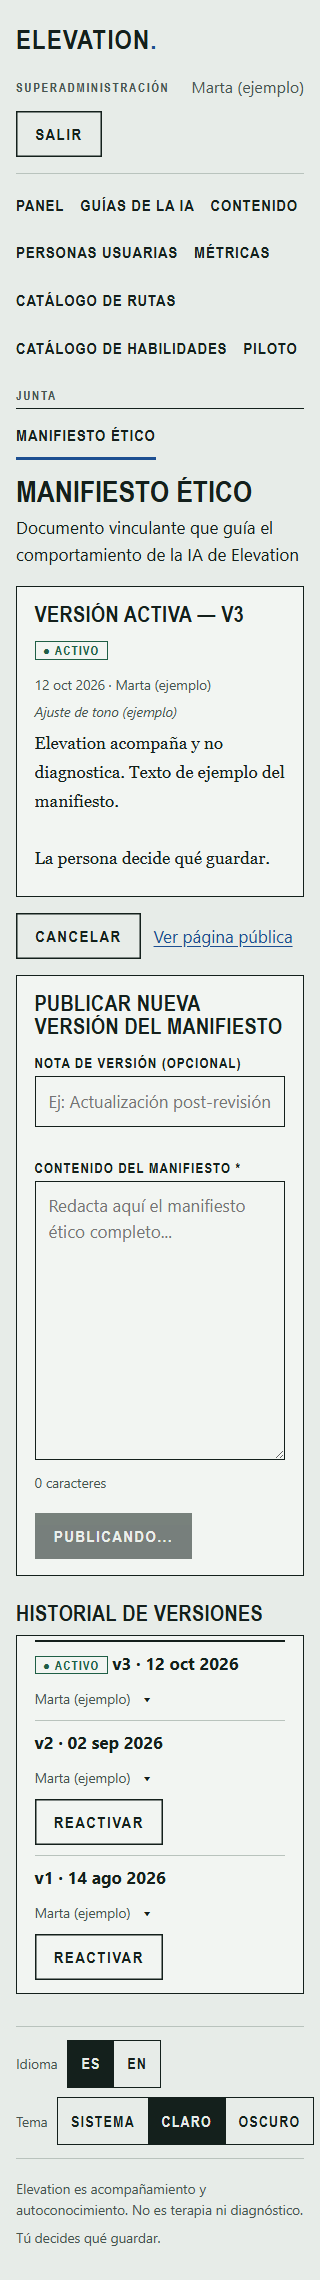 ELEVATION.
SUPERADMINISTRACIÓN Marta (ejemplo)
SALIR
PANEL GUÍAS DE LA IA CONTENIDO
PERSONAS USUARIAS MÉTRICAS
CATÁLOGO DE RUTAS
CATÁLOGO DE HABILIDADES PILOTO
JUNTA
MANIFIESTO ÉTICO
MANIFIESTO ÉTICO
Documento vinculante que guía el
comportamiento de la IA de Elevation
VERSIÓN ACTIVA — V3
● ACTIVO
12 oct 2026 · Marta (ejemplo)
Ajuste de tono (ejemplo)
Elevation acompaña y no
diagnostica. Texto de ejemplo del
manifiesto.
La persona decide qué guardar.
CANCELAR Ver página pública
PUBLICAR NUEVA
VERSIÓN DEL MANIFIESTO
NOTA DE VERSIÓN (OPCIONAL)
Ej: Actualización post-revisión
CONTENIDO DEL MANIFIESTO *
Redacta aquí el manifiesto
ético completo...
0 caracteres
PUBLICANDO...
HISTORIAL DE VERSIONES
● ACTIVO v3 · 12 oct 2026
Marta (ejemplo) ▾
v2 · 02 sep 2026
Marta (ejemplo) ▾
REACTIVAR
v1 · 14 ago 2026
Marta (ejemplo) ▾
REACTIVAR
Idioma ES EN
Tema SISTEMA CLARO OSCURO
Elevation es acompañamiento y
autoconocimiento. No es terapia ni diagnóstico.
Tú decides qué guardar.